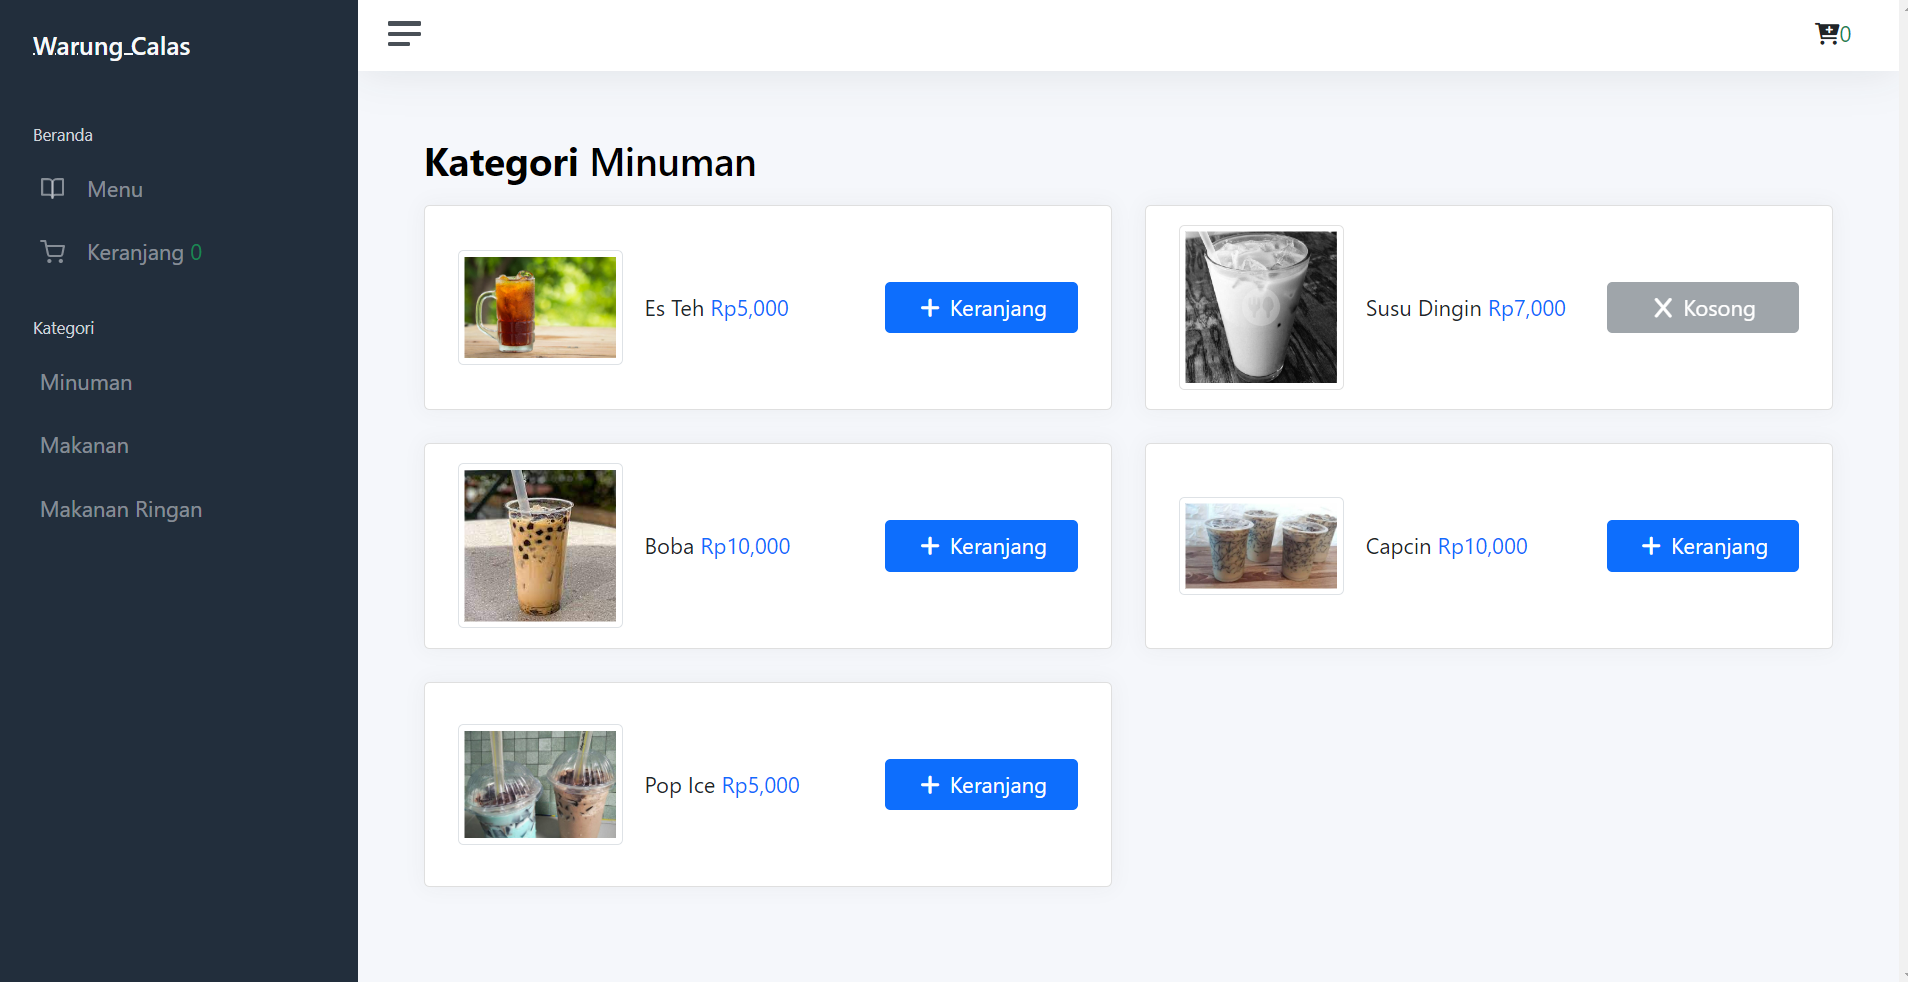 Warung_Calas
0
Beranda
Menu
Keranjang 0
Kategori
Minuman
Makanan
Makanan Ringan
Kategori Minuman
Es Teh Rp5,000
Keranjang
Susu Dingin Rp7,000
Kosong
Boba Rp10,000
Keranjang
Capcin Rp10,000
Keranjang
Pop Ice Rp5,000
Keranjang